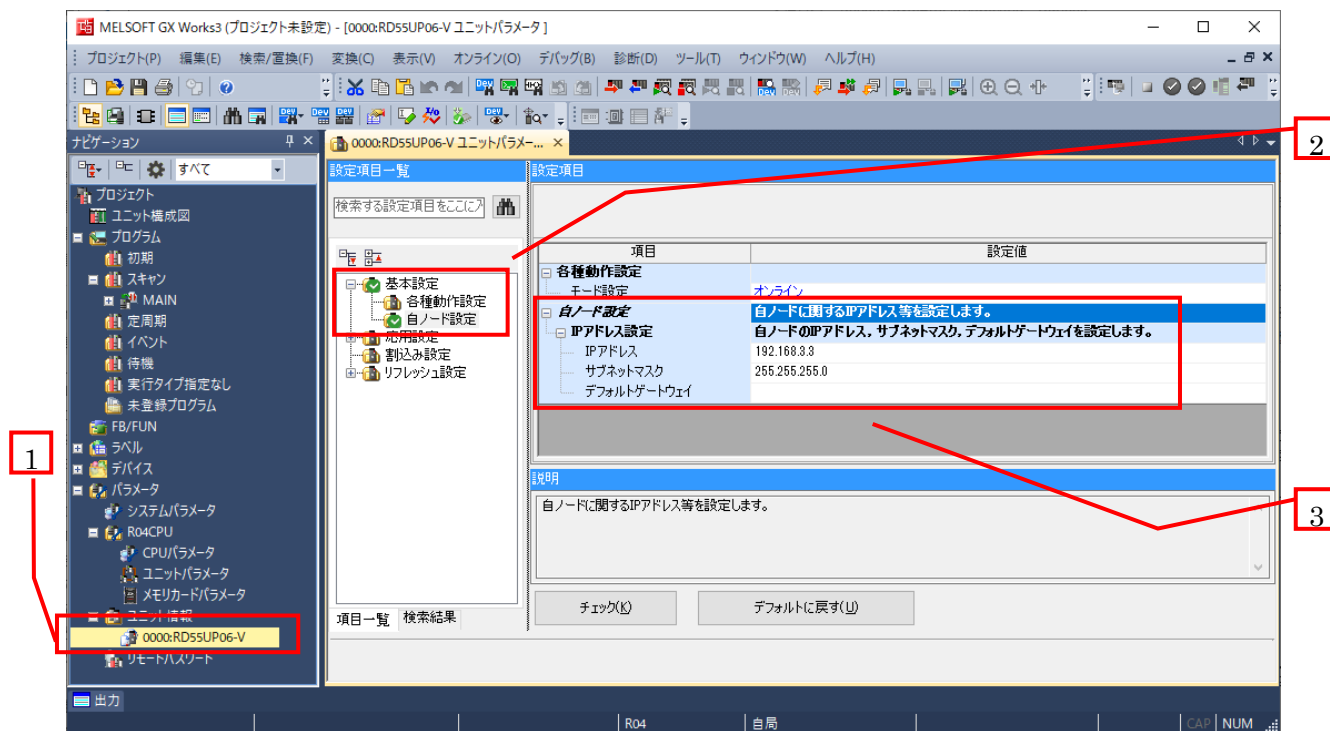 MELSOFT GX Works3 (プロジェクト未設定) - [0000:RD55UP06-V ユニットパラメータ ]
プロジェクト(P) 編集(E) 検索/置換(F) 変換(C) 表示(V) オンライン(O) デバッグ(B) 診断(D) ツール(T) ウィンドウ(W) ヘルプ(H)
ナビゲーション
すべて
プロジェクト
ユニット構成図
プログラム
初期
スキャン
MAIN
定周期
イベント
待機
実行タイプ指定なし
未登録プログラム
FB/FUN
ラベル
デバイス
パラメータ
システムパラメータ
R04CPU
CPUパラメータ
ユニットパラメータ
メモリカードパラメータ
ユニット情報
0000:RD55UP06-V
リモートパスワード
0000:RD55UP06-V ユニットパラメー...
設定項目一覧
検索する設定項目をここに入
基本設定
各種動作設定
自ノード設定
応用設定
割込み設定
リフレッシュ設定
項目一覧 検索結果
設定項目
項目 設定値
各種動作設定
モード設定 オンライン
自ノード設定 自ノードに関するIPアドレス等を設定します。
IPアドレス設定 自ノードのIPアドレス, サブネットマスク, デフォルトゲートウェイを設定します。
IPアドレス 192.168.3.3
サブネットマスク 255.255.255.0
デフォルトゲートウェイ
説明
自ノードに関するIPアドレス等を設定します。
チェック(K) デフォルトに戻す(U)
出力
R04 自局 CAP NUM
1
2
3